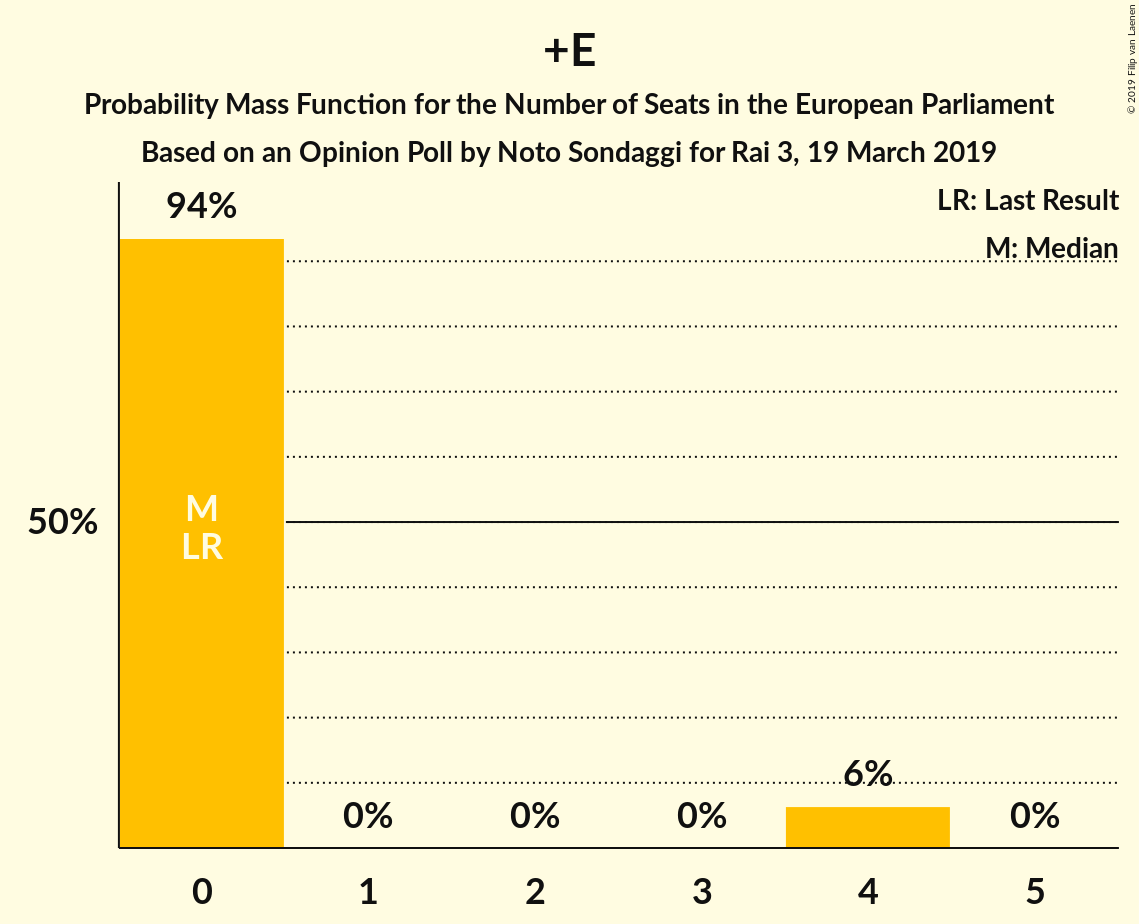 +E
Probability Mass Function for the Number of Seats in the European Parliament
Based on an Opinion Poll by Noto Sondaggi for Rai 3, 19 March 2019
© 2019 Filip van Laenen
LR: Last Result
M: Median
94%
M
LR
50%
0%
0%
0%
6%
0%
0
1
2
3
4
5